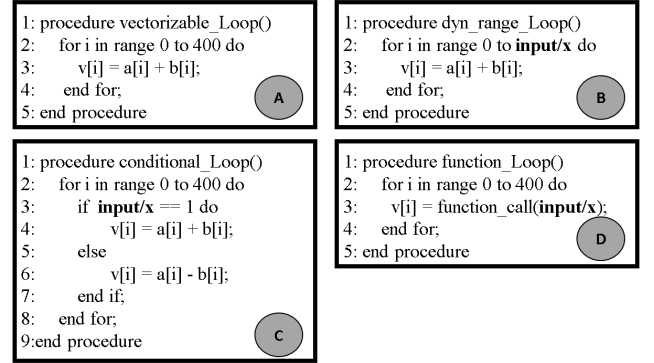 1: procedure vectorizable_Loop()
2: for i in range 0 to 400 do
3: v[i] = a[i] + b[i];
4: end for;
5: end procedure
A
1: procedure dyn_range_Loop()
2: for i in range 0 to input/x do
3: v[i] = a[i] + b[i];
4: end for;
5: end procedure
B
1: procedure conditional_Loop()
2: for i in range 0 to 400 do
3: if input/x == 1 do
4: v[i] = a[i] + b[i];
5: else
6: v[i] = a[i] - b[i];
7: end if;
8: end for;
9:end procedure
C
1: procedure function_Loop()
2: for i in range 0 to 400 do
3: v[i] = function_call(input/x);
4: end for;
5: end procedure
D